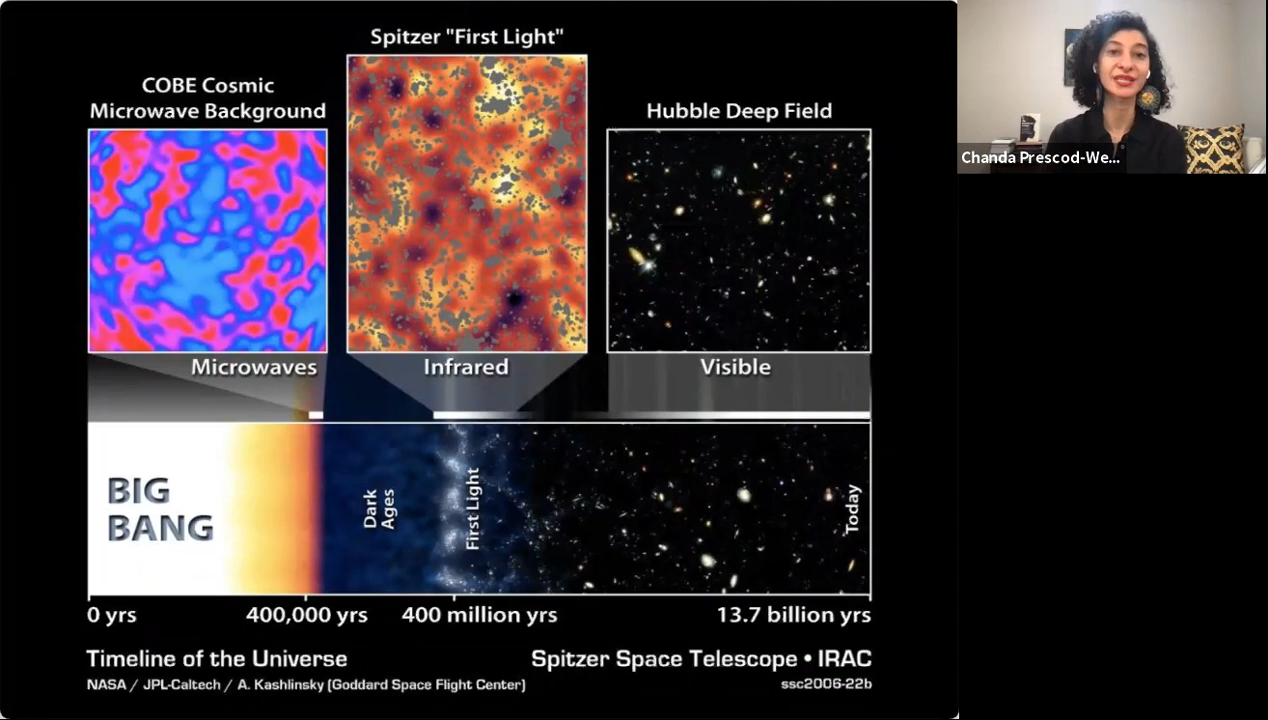 Spitzer "First Light"
COBE Cosmic
Microwave Background
Hubble Deep Field
Microwaves
Infrared
Visible
BIG
BANG
Dark
Ages
First Light
Today
0 yrs
400,000 yrs
400 million yrs
13.7 billion yrs
Timeline of the Universe
Spitzer Space Telescope • IRAC
NASA / JPL-Caltech / A. Kashlinsky (Goddard Space Flight Center)
ssc2006-22b
Chanda Prescod-We...